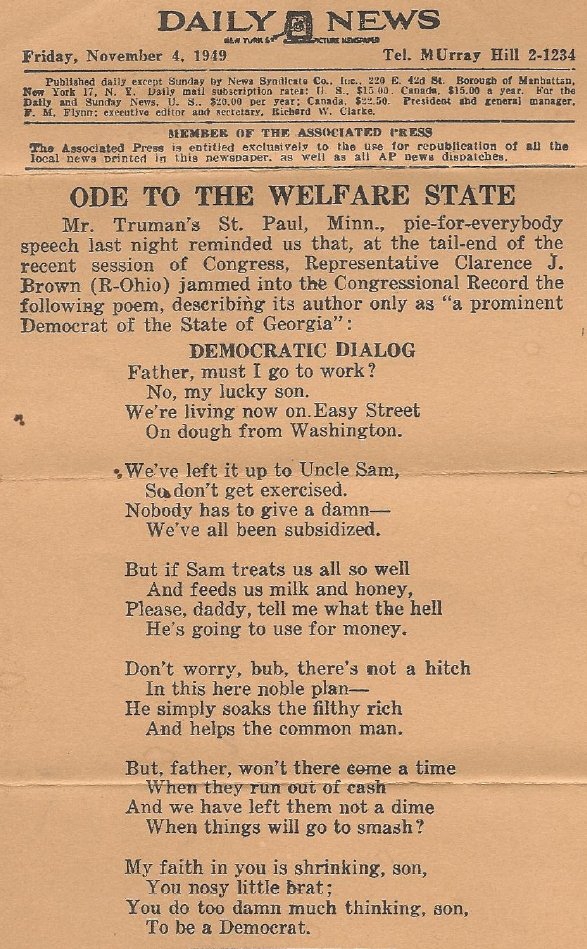 DAILY NEWS
NEW YORK'S PICTURE NEWSPAPER
Friday, November 4, 1949 Tel. MUrray Hill 2-1234
Published daily except Sunday by News Syndicate Co., Inc., 220 E. 42d St. Borough of Manhattan,
New York 17, N. Y. Daily mail subscription rates: U. S., $15.00. Canada, $15.00 a year. For the
Daily and Sunday News, U. S., $20.00 per year; Canada, $22.50. President and general manager,
F. M. Flynn; executive editor and secretary, Richard W. Clarke.
MEMBER OF THE ASSOCIATED PRESS
The Associated Press is entitled exclusively to the use for republication of all the
local news printed in this newspaper, as well as all AP news dispatches.
ODE TO THE WELFARE STATE
Mr. Truman's St. Paul, Minn., pie-for-everybody
speech last night reminded us that, at the tail-end of the
recent session of Congress, Representative Clarence J.
Brown (R-Ohio) jammed into the Congressional Record the
following poem, describing its author only as "a prominent
Democrat of the State of Georgia":
DEMOCRATIC DIALOG
Father, must I go to work?
No, my lucky son.
We're living now on Easy Street
On dough from Washington.
We've left it up to Uncle Sam,
So don't get exercised.
Nobody has to give a damn—
We've all been subsidized.
But if Sam treats us all so well
And feeds us milk and honey,
Please, daddy, tell me what the hell
He's going to use for money.
Don't worry, bub, there's not a hitch
In this here noble plan—
He simply soaks the filthy rich
And helps the common man.
But, father, won't there come a time
When they run out of cash
And we have left them not a dime
When things will go to smash?
My faith in you is shrinking, son,
You nosy little brat;
You do too damn much thinking, son,
To be a Democrat.